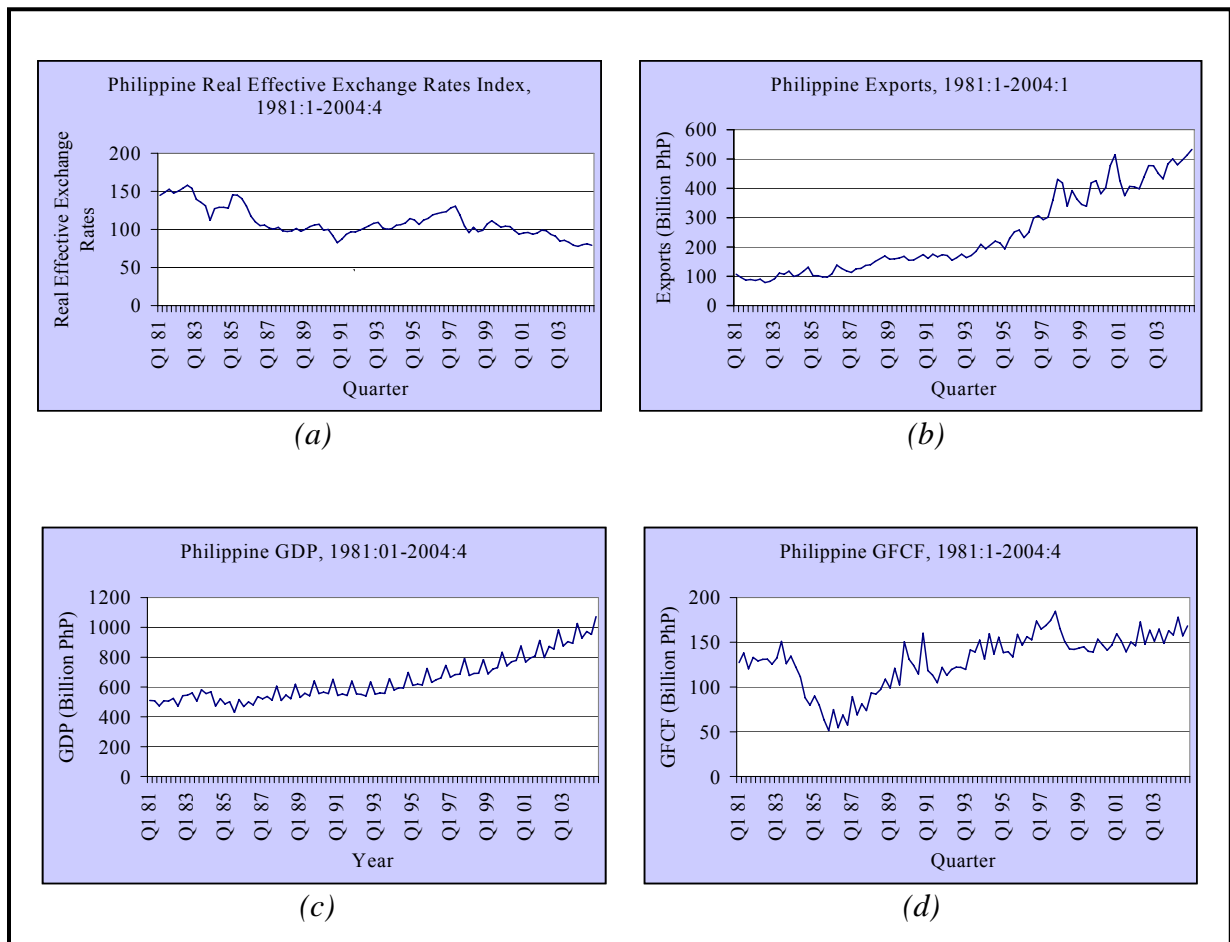 Philippine Real Effective Exchange Rates Index,
1981:1-2004:4
Real Effective Exchange
Rates
200
150
100
50
0
Q1 81
Q1 83
Q1 85
Q1 87
Q1 89
Q1 91
Q1 93
Q1 95
Q1 97
Q1 99
Q1 01
Q1 03
Quarter
(a)
Philippine Exports, 1981:1-2004:1
Exports (Billion PhP)
600
500
400
300
200
100
0
Q1 81
Q1 83
Q1 85
Q1 87
Q1 89
Q1 91
Q1 93
Q1 95
Q1 97
Q1 99
Q1 01
Q1 03
Quarter
(b)
Philippine GDP, 1981:01-2004:4
GDP (Billion PhP)
1200
1000
800
600
400
200
0
Q1 81
Q1 83
Q1 85
Q1 87
Q1 89
Q1 91
Q1 93
Q1 95
Q1 97
Q1 99
Q1 01
Q1 03
Year
(c)
Philippine GFCF, 1981:1-2004:4
GFCF (Billion PhP)
200
150
100
50
0
Q1 81
Q1 83
Q1 85
Q1 87
Q1 89
Q1 91
Q1 93
Q1 95
Q1 97
Q1 99
Q1 01
Q1 03
Quarter
(d)